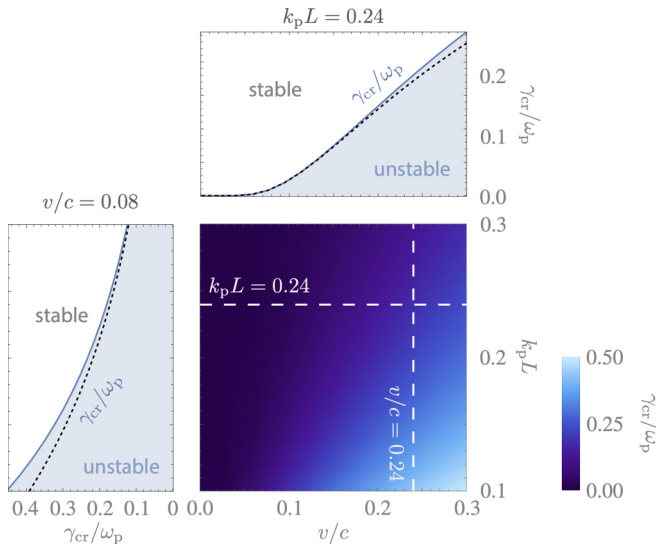 k_pL = 0.24
stable
γ_cr/ω_p
unstable
0.2
0.1
0.0
γ_cr/ω_p
v/c = 0.08
stable
γ_cr/ω_p
unstable
0.4 0.3 0.2 0.1 0
γ_cr/ω_p
k_pL = 0.24
v/c = 0.24
0.3
0.2
0.1
k_pL
0.0 0.1 0.2 0.3
v/c
0.50
0.25
0.00
γ_cr/ω_p